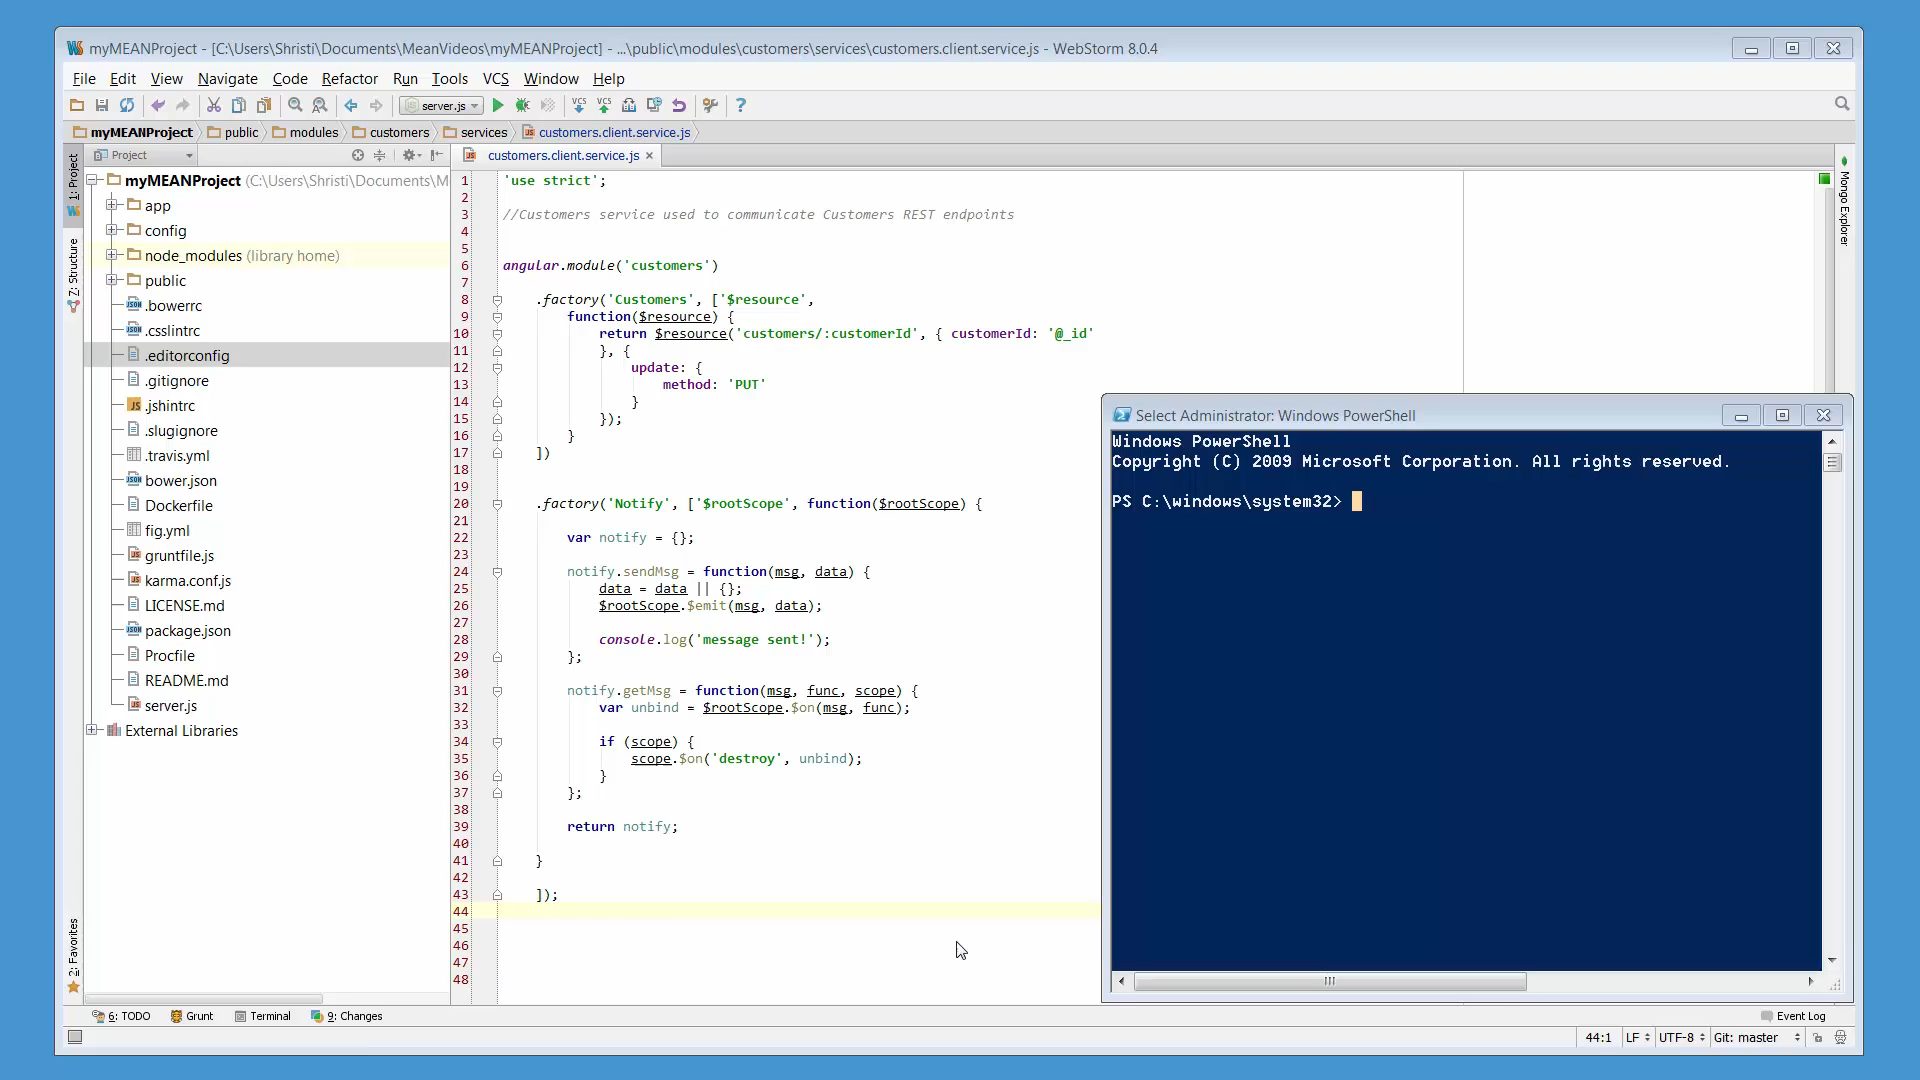 myMEANProject - [C:\Users\Shristi\Documents\MeanVideos\myMEANProject] - ...\public\modules\customers\services\customers.client.service.js - WebStorm 8.0.4
File Edit View Navigate Code Refactor Run Tools VCS Window Help
server.js
myMEANProject public modules customers services customers.client.service.js
Project
customers.client.service.js
1: Project
Z: Structure
2: Favorites
myMEANProject (C:\Users\Shristi\Documents\M
app
config
node_modules (library home)
public
.bowerrc
.csslintrc
.editorconfig
.gitignore
.jshintrc
.slugignore
.travis.yml
bower.json
Dockerfile
fig.yml
gruntfile.js
karma.conf.js
LICENSE.md
package.json
Procfile
README.md
server.js
External Libraries
1 'use strict';
2
3 //Customers service used to communicate Customers REST endpoints
4
5
6 angular.module('customers')
7
8 .factory('Customers', ['$resource',
9 function($resource) {
10 return $resource('customers/:customerId', { customerId: '@_id'
11 }, {
12 update: {
13 method: 'PUT'
14 }
15 });
16 }
17 ])
18
19
20 .factory('Notify', ['$rootScope', function($rootScope) {
21
22 var notify = {};
23
24 notify.sendMsg = function(msg, data) {
25 data = data || {};
26 $rootScope.$emit(msg, data);
27
28 console.log('message sent!');
29 };
30
31 notify.getMsg = function(msg, func, scope) {
32 var unbind = $rootScope.$on(msg, func);
33
34 if (scope) {
35 scope.$on('destroy', unbind);
36 }
37 };
38
39 return notify;
40
41 }
42
43 ]);
44
45
46
47
48
Mongo Explorer
Select Administrator: Windows PowerShell
Windows PowerShell
Copyright (C) 2009 Microsoft Corporation. All rights reserved.
PS C:\windows\system32>
6: TODO Grunt Terminal 9: Changes Event Log
44:1 LF UTF-8 Git: master